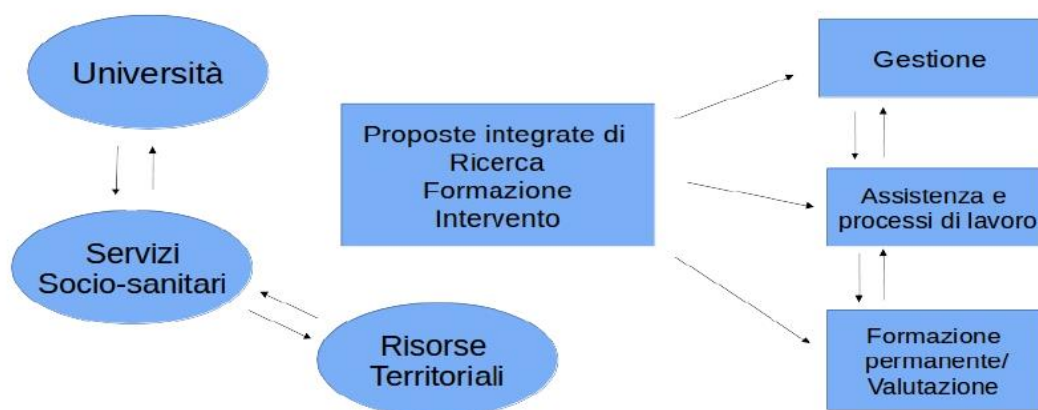 Università
Servizi
Socio-sanitari
Risorse
Territoriali
Proposte integrate di
Ricerca
Formazione
Intervento
Gestione
Assistenza e
processi di lavoro
Formazione
permanente/
Valutazione